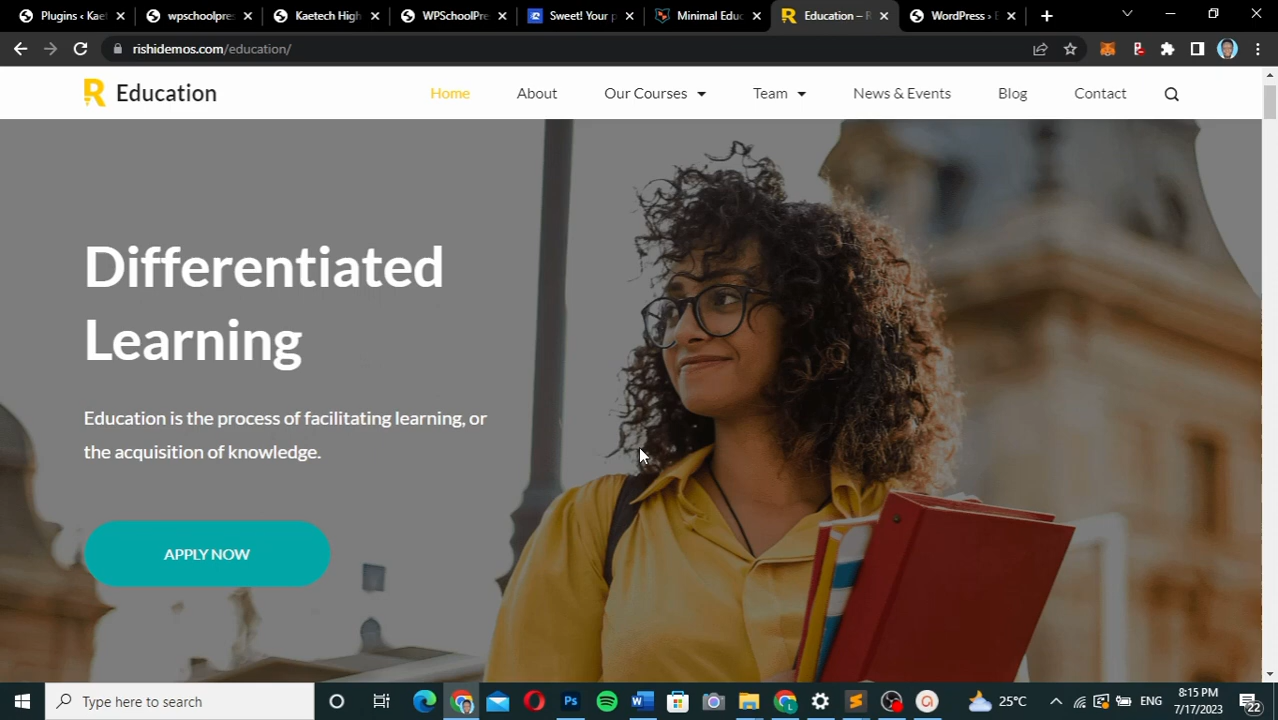 Plugins ‹ Kae
wpschoolpre
Kaetech High
WPSchoolPre
Sweet! Your p
Minimal Educ
Education – R
WordPress › E
rishidemos.com/education/
R Education
Home
About
Our Courses
Team
News & Events
Blog
Contact
Differentiated
Learning
Education is the process of facilitating learning, or
the acquisition of knowledge.
APPLY NOW
Type here to search
25°C
ENG
8:15 PM
7/17/2023
22